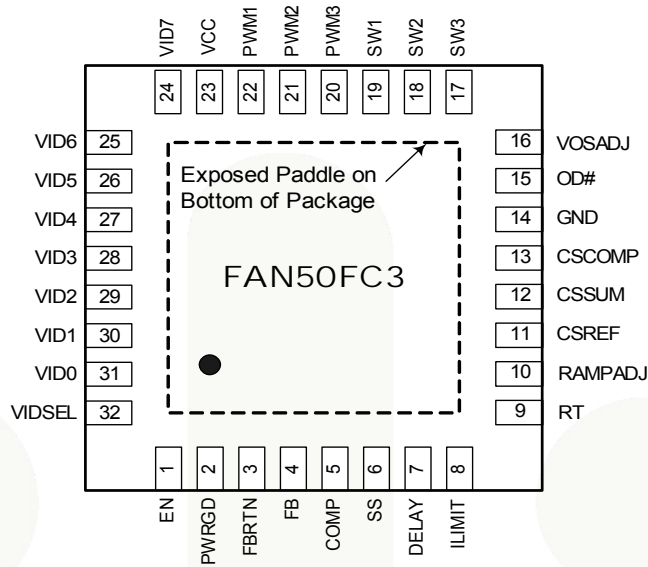 VID7
VCC
PWM1
PWM2
PWM3
SW1
SW2
SW3
24
23
22
21
20
19
18
17
VID6 25
VID5 26
VID4 27
VID3 28
VID2 29
VID1 30
VID0 31
VIDSEL 32
Exposed Paddle on
Bottom of Package
FAN50FC3
16 VOSADJ
15 OD#
14 GND
13 CSCOMP
12 CSSUM
11 CSREF
10 RAMPADJ
9 RT
1
2
3
4
5
6
7
8
EN
PWRGD
FBRTN
FB
COMP
SS
DELAY
ILIMIT